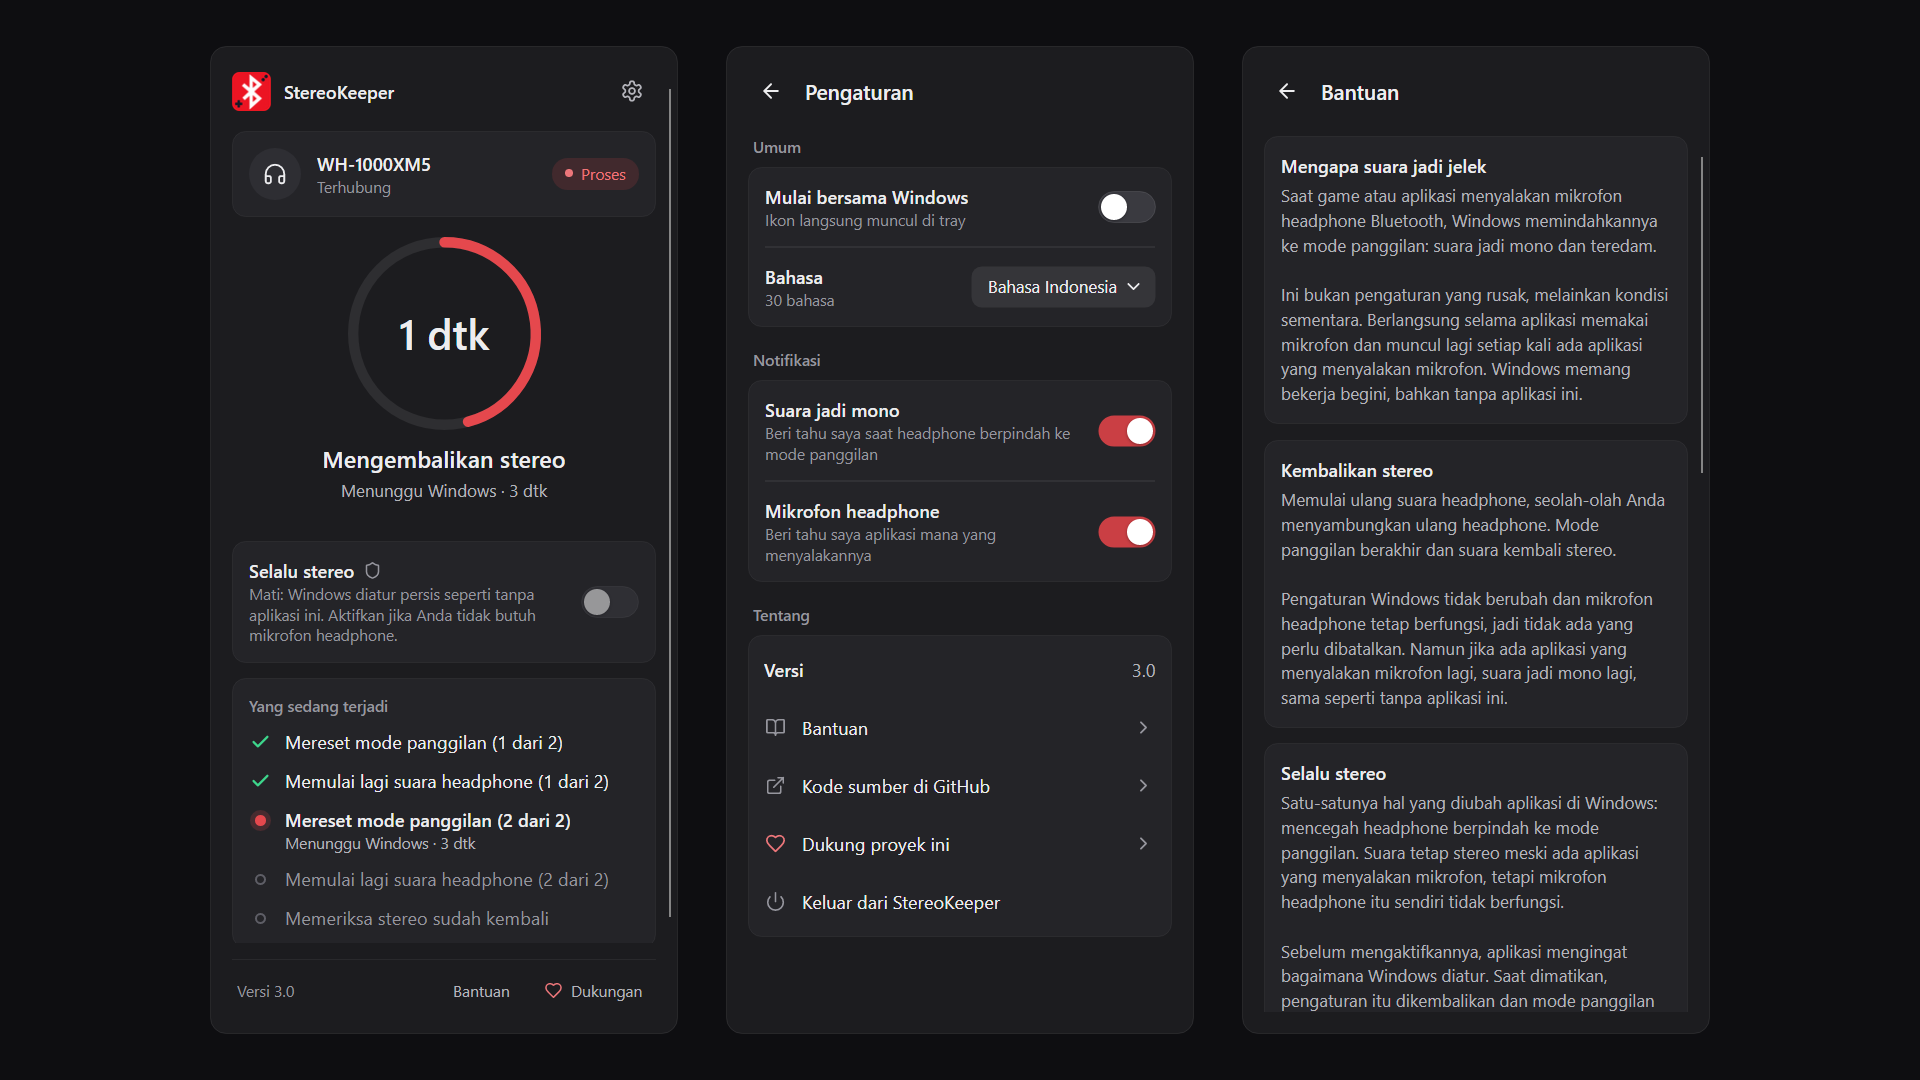 StereoKeeper
WH-1000XM5
Terhubung
Proses
1 dtk
Mengembalikan stereo
Menunggu Windows · 3 dtk
Selalu stereo
Mati: Windows diatur persis seperti tanpa
aplikasi ini. Aktifkan jika Anda tidak butuh
mikrofon headphone.
Yang sedang terjadi
Mereset mode panggilan (1 dari 2)
Memulai lagi suara headphone (1 dari 2)
Mereset mode panggilan (2 dari 2)
Menunggu Windows · 3 dtk
Memulai lagi suara headphone (2 dari 2)
Memeriksa stereo sudah kembali
Versi 3.0
Bantuan
Dukungan
Pengaturan
Umum
Mulai bersama Windows
Ikon langsung muncul di tray
Bahasa
30 bahasa
Bahasa Indonesia
Notifikasi
Suara jadi mono
Beri tahu saya saat headphone berpindah ke
mode panggilan
Mikrofon headphone
Beri tahu saya aplikasi mana yang
menyalakannya
Tentang
Versi
3.0
Bantuan
Kode sumber di GitHub
Dukung proyek ini
Keluar dari StereoKeeper
Bantuan
Mengapa suara jadi jelek
Saat game atau aplikasi menyalakan mikrofon
headphone Bluetooth, Windows memindahkannya
ke mode panggilan: suara jadi mono dan teredam.
Ini bukan pengaturan yang rusak, melainkan kondisi
sementara. Berlangsung selama aplikasi memakai
mikrofon dan muncul lagi setiap kali ada aplikasi
yang menyalakan mikrofon. Windows memang
bekerja begini, bahkan tanpa aplikasi ini.
Kembalikan stereo
Memulai ulang suara headphone, seolah-olah Anda
menyambungkan ulang headphone. Mode
panggilan berakhir dan suara kembali stereo.
Pengaturan Windows tidak berubah dan mikrofon
headphone tetap berfungsi, jadi tidak ada yang
perlu dibatalkan. Namun jika ada aplikasi yang
menyalakan mikrofon lagi, suara jadi mono lagi,
sama seperti tanpa aplikasi ini.
Selalu stereo
Satu-satunya hal yang diubah aplikasi di Windows:
mencegah headphone berpindah ke mode
panggilan. Suara tetap stereo meski ada aplikasi
yang menyalakan mikrofon, tetapi mikrofon
headphone itu sendiri tidak berfungsi.
Sebelum mengaktifkannya, aplikasi mengingat
bagaimana Windows diatur. Saat dimatikan,
pengaturan itu dikembalikan dan mode panggilan